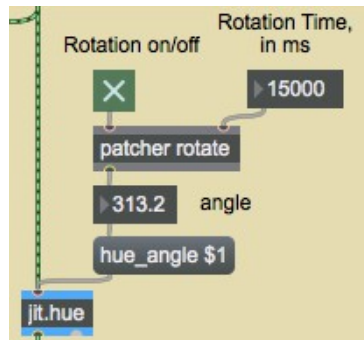 Rotation on/off
Rotation Time,
in ms
15000
patcher rotate
313.2
angle
hue_angle $1
jit.hue